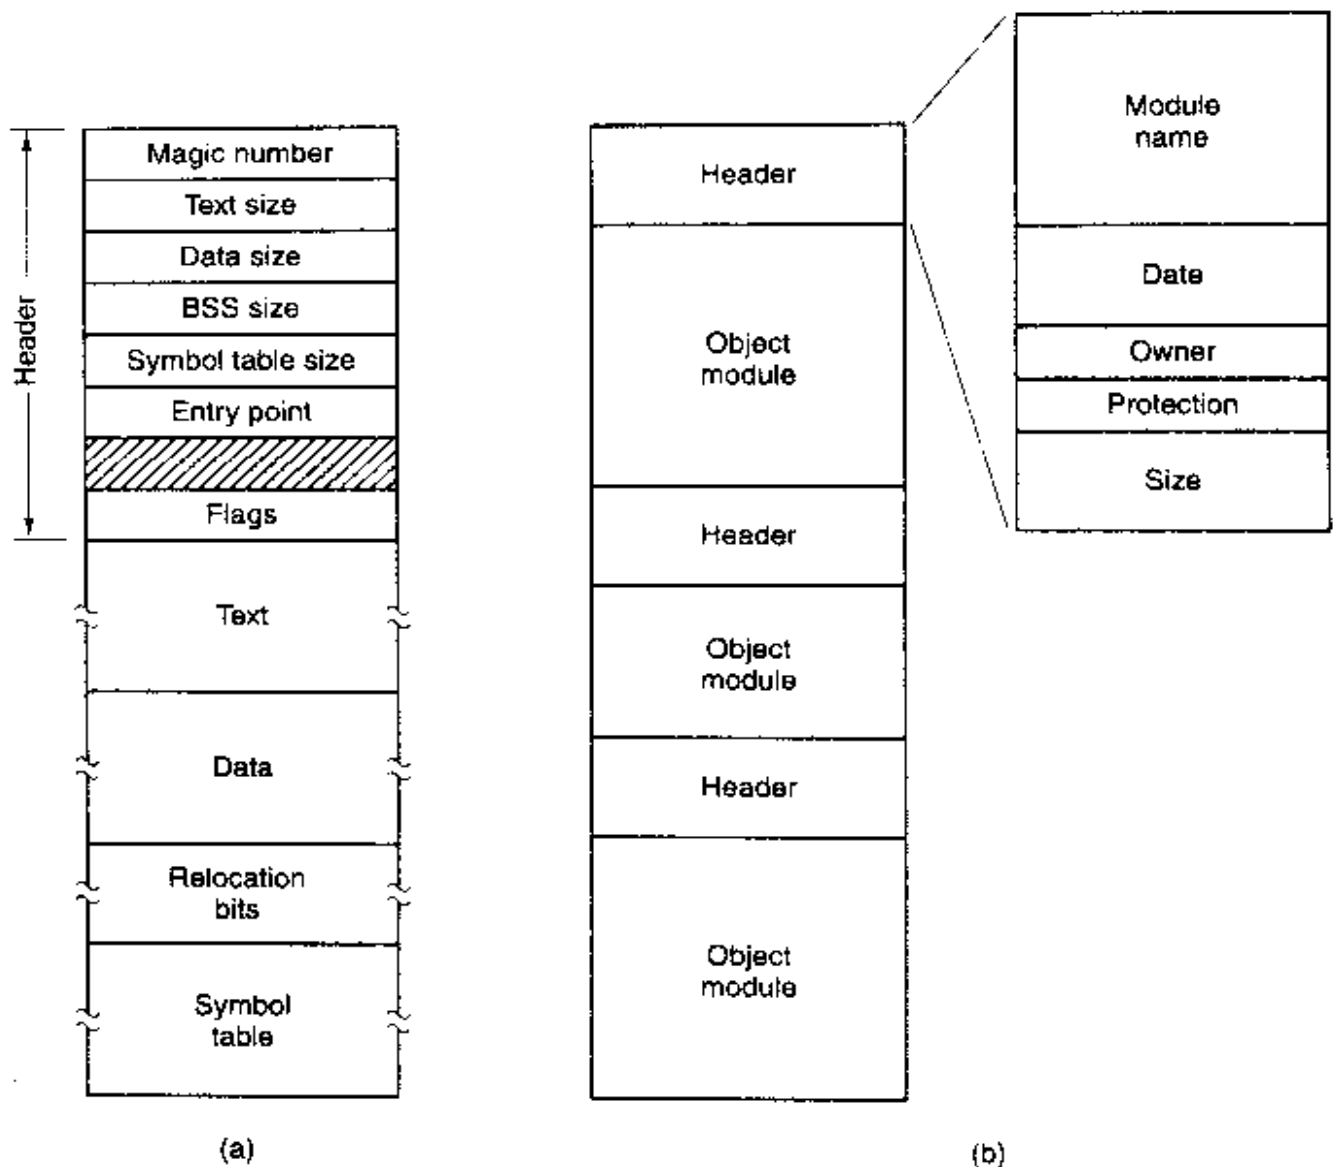 Header
Magic number
Text size
Data size
BSS size
Symbol table size
Entry point
Flags
Text
Data
Relocation
bits
Symbol
table
(a)
Header
Object
module
Header
Object
module
Header
Object
module
Module
name
Date
Owner
Protection
Size
(b)